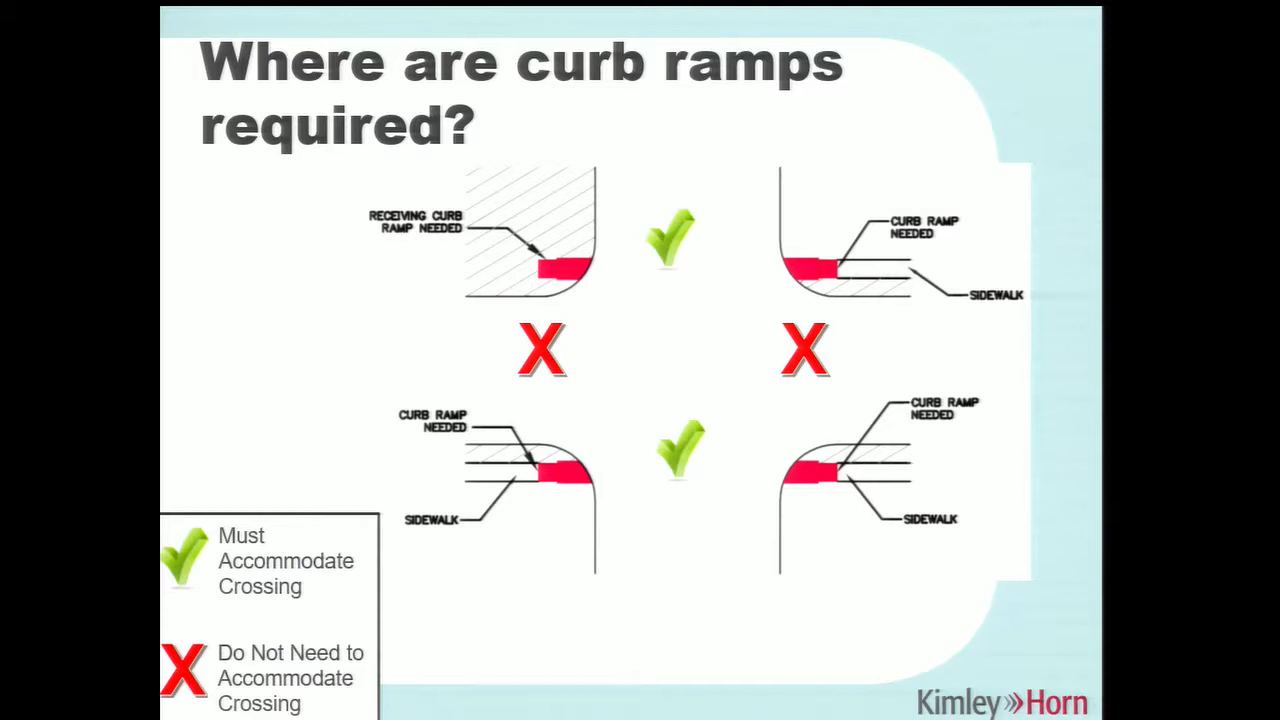 Where are curb ramps
required?
RECEIVING CURB
RAMP NEEDED
CURB RAMP
NEEDED
SIDEWALK
X
X
CURB RAMP
NEEDED
CURB RAMP
NEEDED
SIDEWALK
SIDEWALK
Must
Accommodate
Crossing
X
Do Not Need to
Accommodate
Crossing
Kimley»Horn